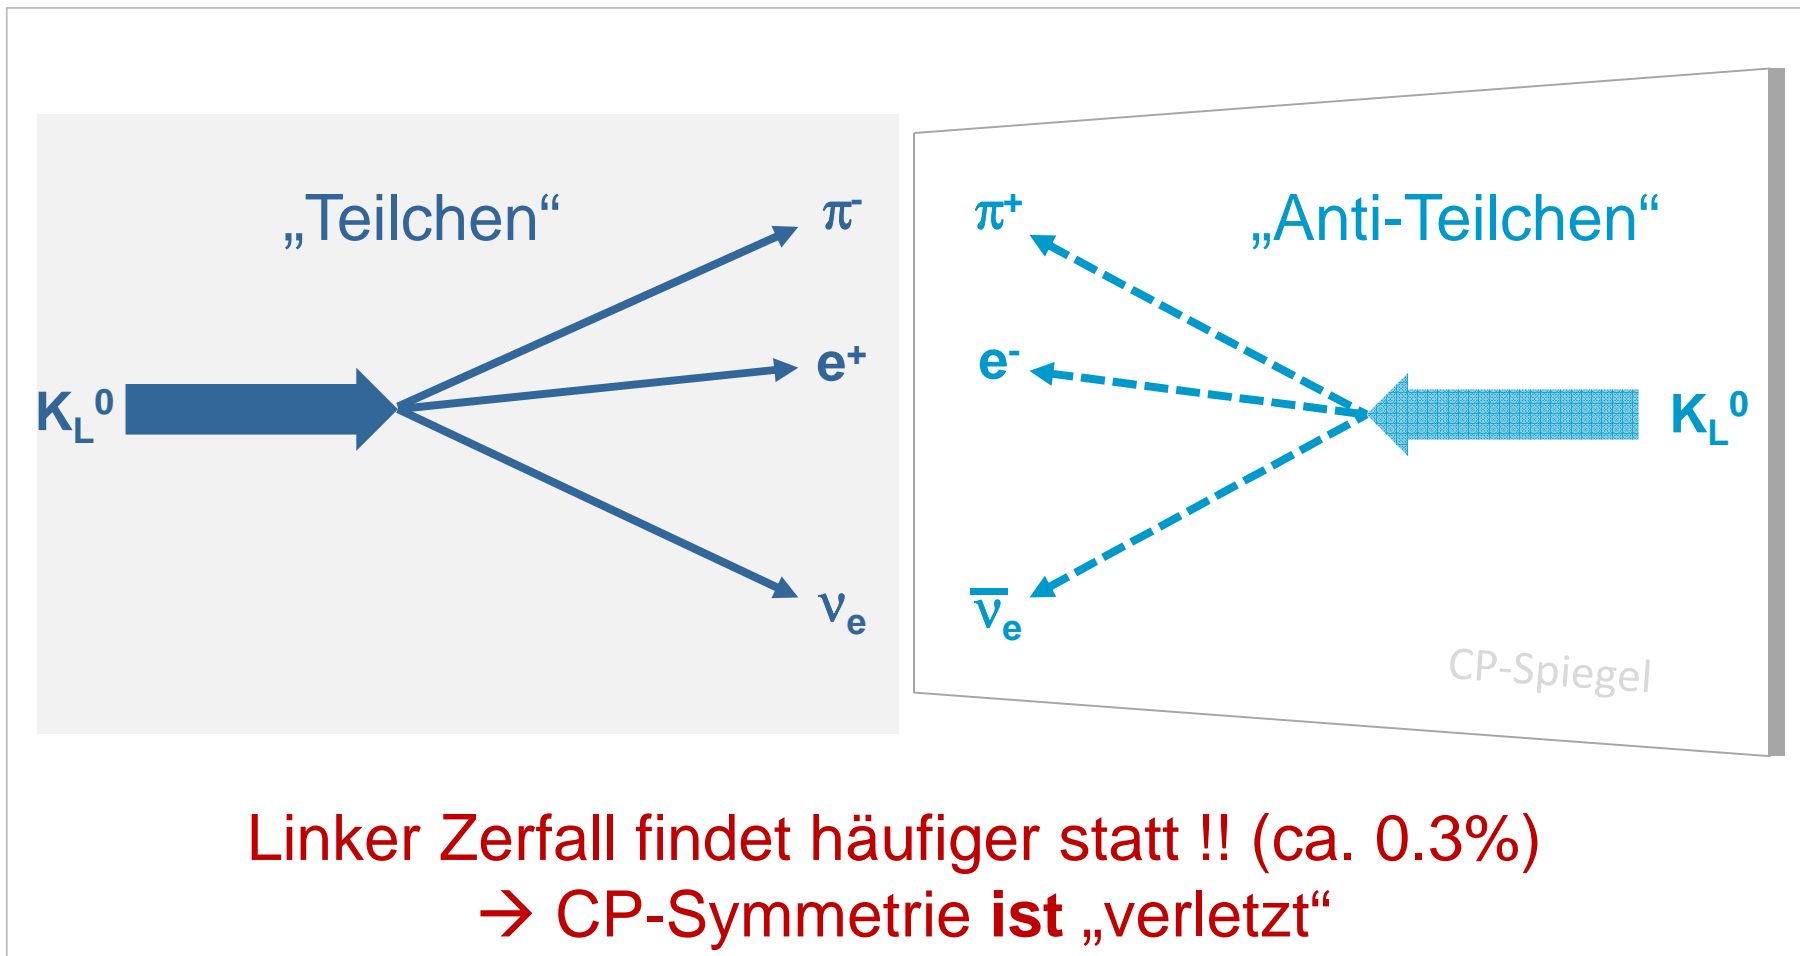 „Teilchen“
π⁻
e⁺
K_L⁰
ν_e
„Anti-Teilchen“
π⁺
e⁻
K_L⁰
ν̅_e
CP-Spiegel
Linker Zerfall findet häufiger statt !! (ca. 0.3%)
→ CP-Symmetrie ist „verletzt“